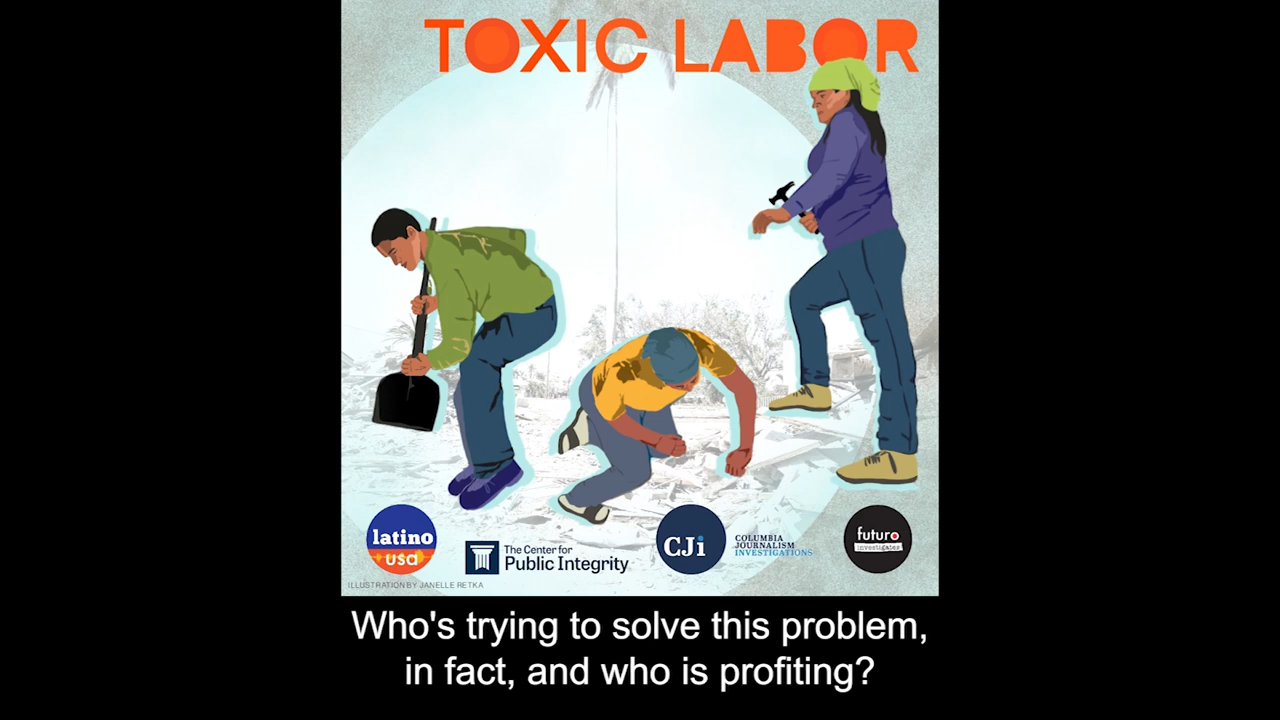 TOXIC LABOR
latino
usa
The Center for
Public Integrity
CJi
COLUMBIA
JOURNALISM
INVESTIGATIONS
futuro
investigates
ILLUSTRATION BY JANELLE RETKA
Who's trying to solve this problem,
in fact, and who is profiting?